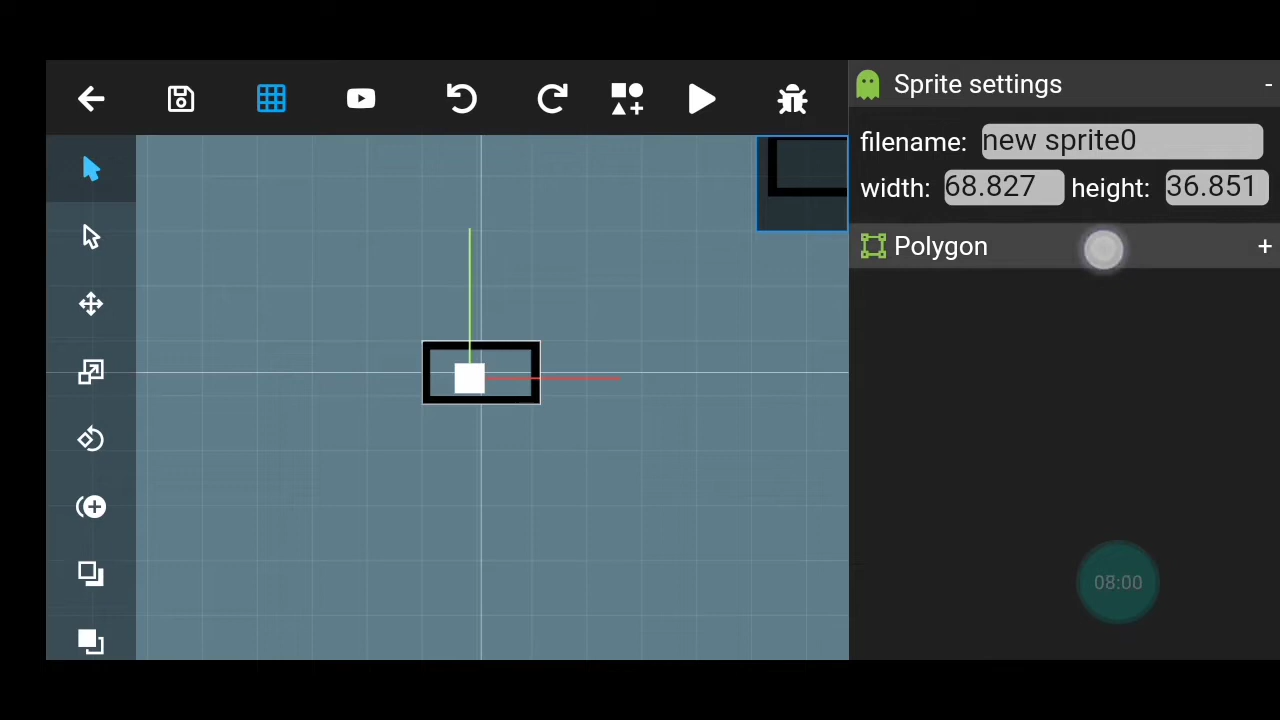 Sprite settings -
filename: new sprite0
width: 68.827 height: 36.851
Polygon +
08:00